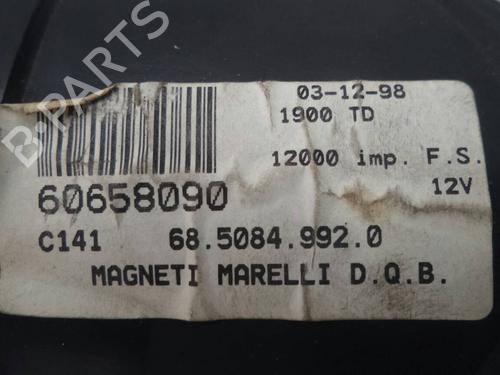 03-12-98
1900 TD
12000 imp. F.S.
12V
60658090
C141 68.5084.992.0
MAGNETI MARELLI D.Q.B.
B-PARTS